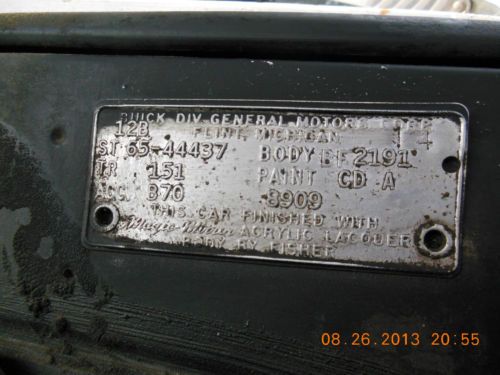 BUICK DIV GENERAL MOTORS CORP
12B FLINT MICHIGAN
ST 65-44437 BODY BF 2191
TR 151 PAINT CD A
ACC B70 8909
THIS CAR FINISHED WITH
Magic-Mirror ACRYLIC LACQUER
BODY BY FISHER
08.26.2013 20:55